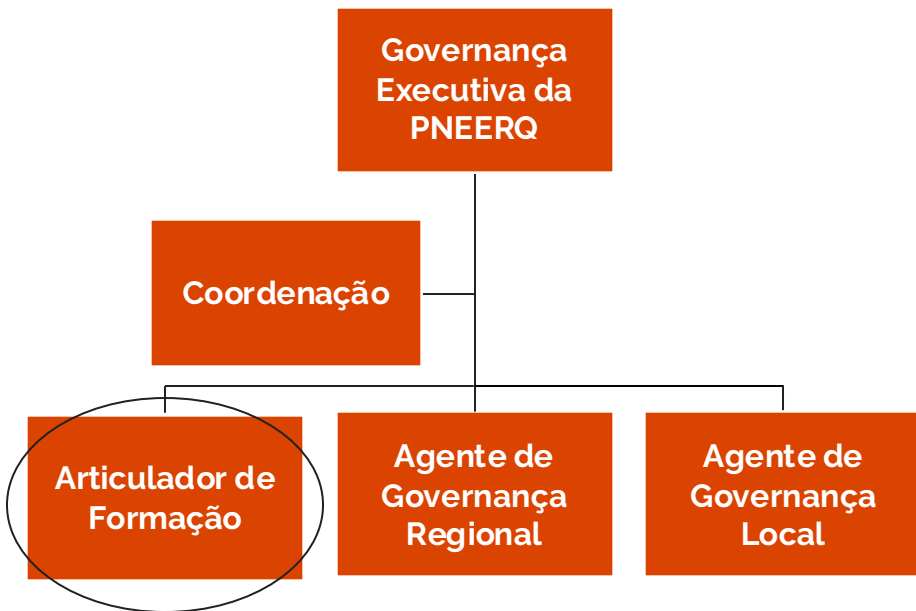 Governança
Executiva da
PNEERQ
Coordenação
Articulador de
Formação
Agente de
Governança
Regional
Agente de
Governança
Local